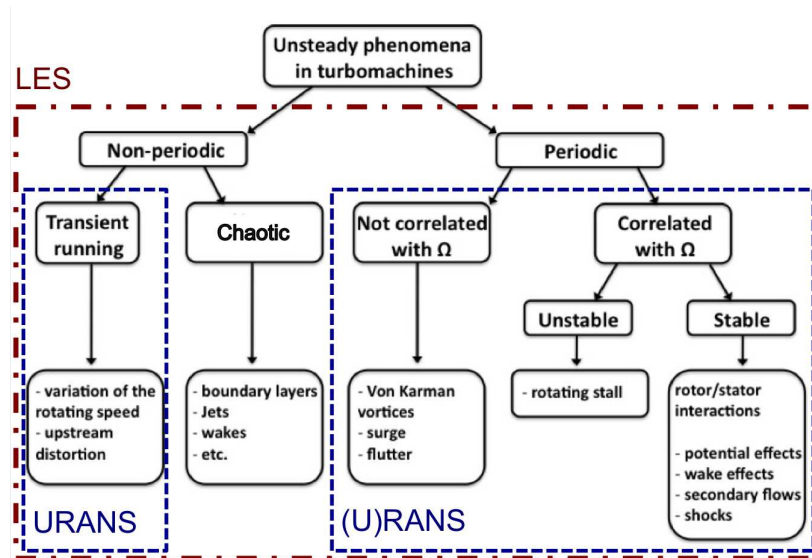 Unsteady phenomena
in turbomachines
LES
Non-periodic
Periodic
Transient
running
Chaotic
Not correlated
with Ω
Correlated
with Ω
Unstable
Stable
- variation of the
rotating speed
- upstream
distortion
- boundary layers
- Jets
- wakes
- etc.
- Von Karman
vortices
- surge
- flutter
- rotating stall
rotor/stator
interactions
- potential effects
- wake effects
- secondary flows
- shocks
URANS
(U)RANS